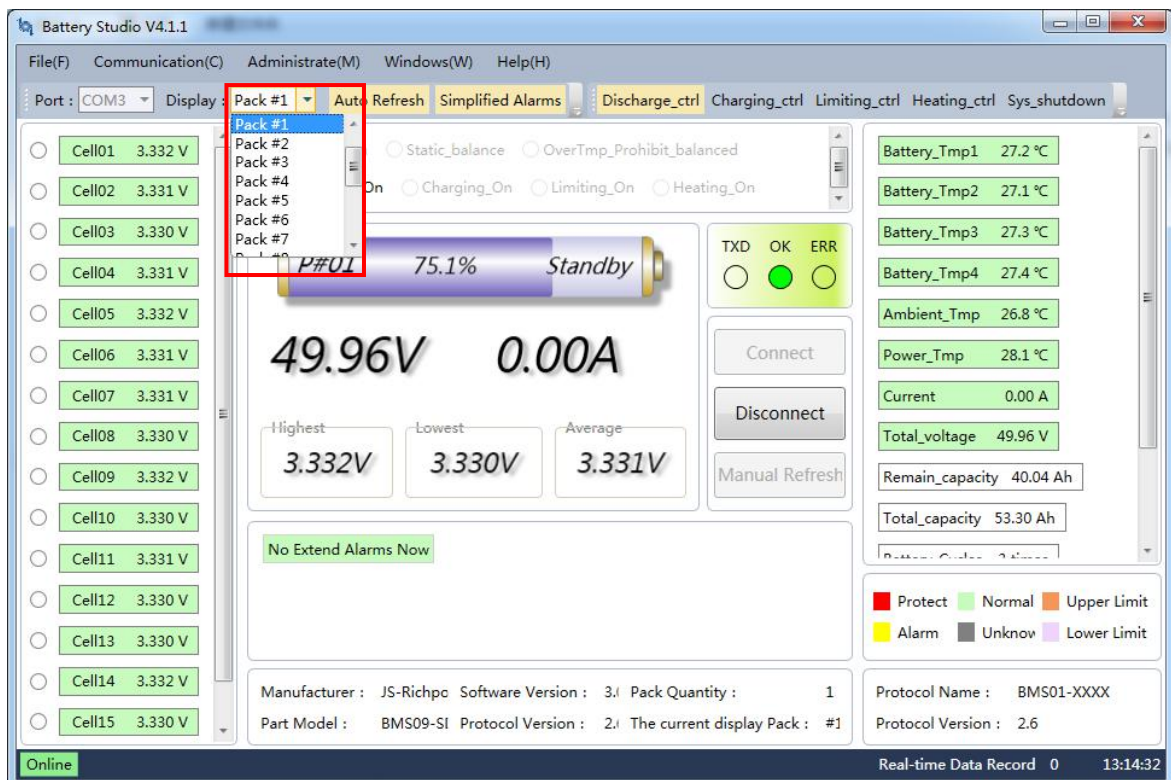 Battery Studio V4.1.1
File(F) Communication(C) Administrate(M) Windows(W) Help(H)
Port : COM3 Display : Pack #1 Auto Refresh Simplified Alarms Discharge_ctrl Charging_ctrl Limiting_ctrl Heating_ctrl Sys_shutdown
Pack #1
Pack #2
Pack #3
Pack #4
Pack #5
Pack #6
Pack #7
Cell01 3.332 V
Cell02 3.331 V
Cell03 3.330 V
Cell04 3.331 V
Cell05 3.332 V
Cell06 3.331 V
Cell07 3.331 V
Cell08 3.330 V
Cell09 3.332 V
Cell10 3.330 V
Cell11 3.331 V
Cell12 3.330 V
Cell13 3.330 V
Cell14 3.332 V
Cell15 3.330 V
Static_balance OverTmp_Prohibit_balanced
On Charging_On Limiting_On Heating_On
P#01 75.1% Standby
49.96V 0.00A
Highest Lowest Average
3.332V 3.330V 3.331V
TXD OK ERR
Connect
Disconnect
Manual Refresh
No Extend Alarms Now
Manufacturer : JS-Richpo Software Version : 3. Pack Quantity : 1
Part Model : BMS09-SI Protocol Version : 2. The current display Pack : #1
Battery_Tmp1 27.2 ℃
Battery_Tmp2 27.1 ℃
Battery_Tmp3 27.3 ℃
Battery_Tmp4 27.4 ℃
Ambient_Tmp 26.8 ℃
Power_Tmp 28.1 ℃
Current 0.00 A
Total_voltage 49.96 V
Remain_capacity 40.04 Ah
Total_capacity 53.30 Ah
Protect Normal Upper Limit
Alarm Unknow Lower Limit
Protocol Name : BMS01-XXXX
Protocol Version : 2.6
Online Real-time Data Record 0 13:14:32